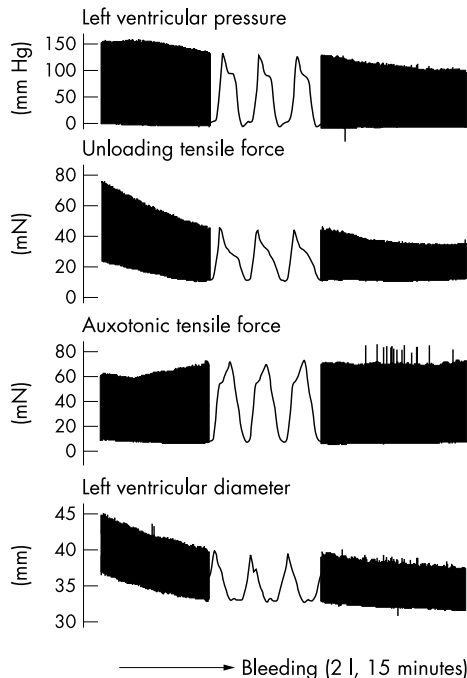 Left ventricular pressure
(mm Hg)
150
100
50
0
Unloading tensile force
(mN)
80
60
40
20
0
Auxotonic tensile force
(mN)
80
60
40
20
0
Left ventricular diameter
(mm)
45
40
35
30
Bleeding (2 l, 15 minutes)